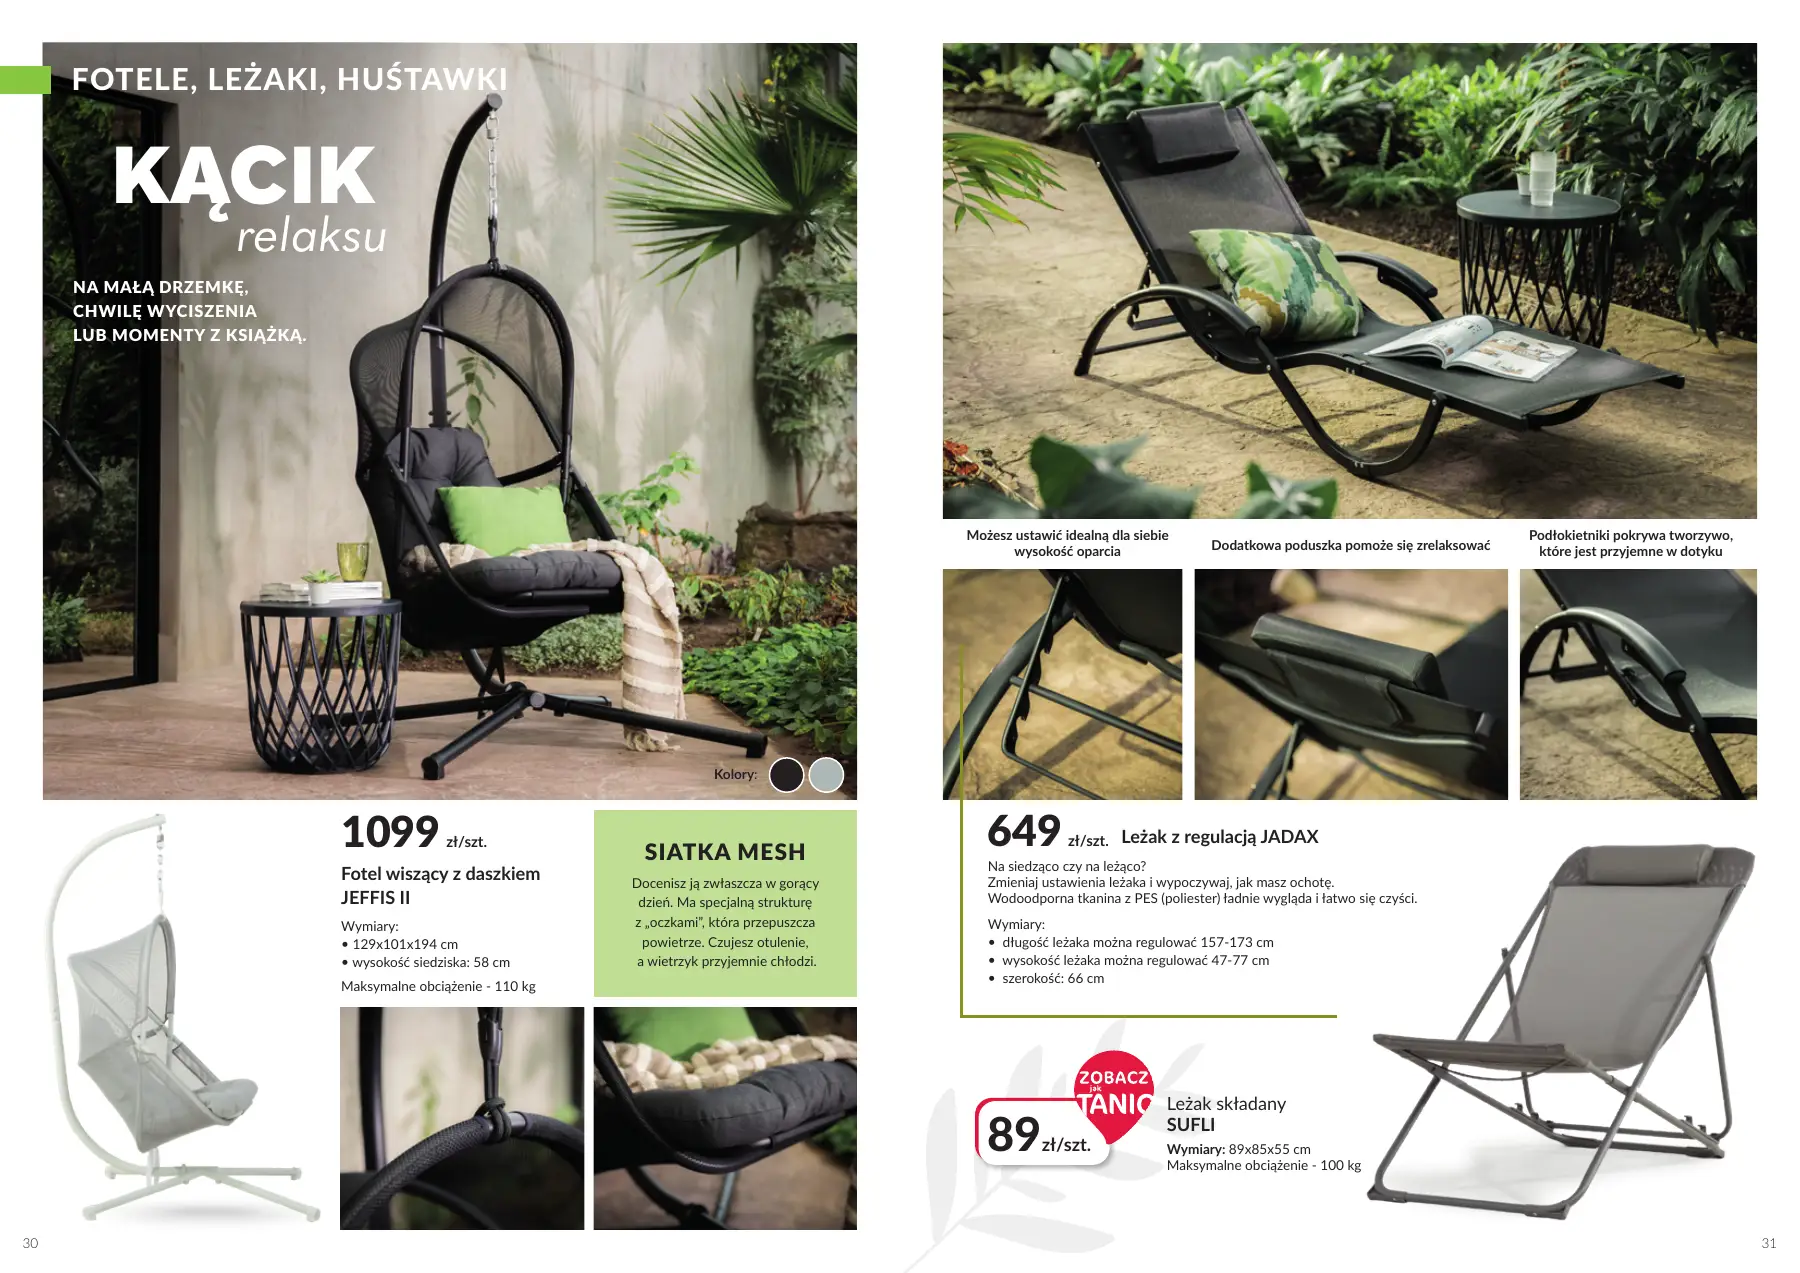 FOTELE, LEŻAKI, HUŚTAWKI
KĄCIK
relaksu
NA MAŁĄ DRZEMKĘ,
CHWILĘ WYCISZENIA
LUB MOMENTY Z KSIĄŻKĄ.
Kolory:
1099 zł/szt.
Fotel wiszący z daszkiem
JEFFIS II
Wymiary:
• 129x101x194 cm
• wysokość siedziska: 58 cm
Maksymalne obciążenie - 110 kg
SIATKA MESH
Docenisz ją zwłaszcza w gorący
dzień. Ma specjalną strukturę
z „oczkami”, która przepuszcza
powietrze. Czujesz otulenie,
a wietrzyk przyjemnie chłodzi.
30
Możesz ustawić idealną dla siebie
wysokość oparcia
Dodatkowa poduszka pomoże się zrelaksować
Podłokietniki pokrywa tworzywo,
które jest przyjemne w dotyku
649 zł/szt. Leżak z regulacją JADAX
Na siedząco czy na leżąco?
Zmieniaj ustawienia leżaka i wypoczywaj, jak masz ochotę.
Wodoodporna tkanina z PES (poliester) ładnie wygląda i łatwo się czyści.
Wymiary:
• długość leżaka można regulować 157-173 cm
• wysokość leżaka można regulować 47-77 cm
• szerokość: 66 cm
ZOBACZ
jak
TANIO
89 zł/szt.
Leżak składany
SUFLI
Wymiary: 89x85x55 cm
Maksymalne obciążenie - 100 kg
31